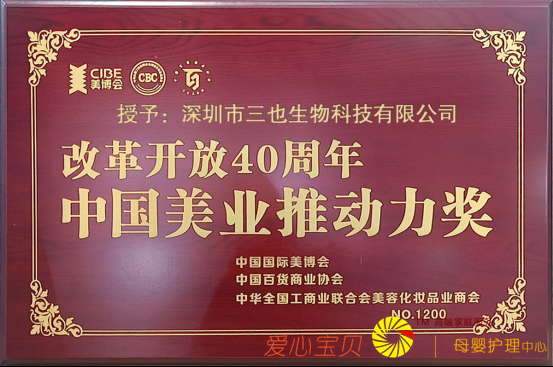 CIBE
美博会
CBC
授予：深圳市三也生物科技有限公司
改革开放40周年
中国美业推动力奖
中国国际美博会
中国百货商业协会
中华全国工商业联合会美容化妆品业商会
NO.1200
爱心宝贝
母婴护理中心